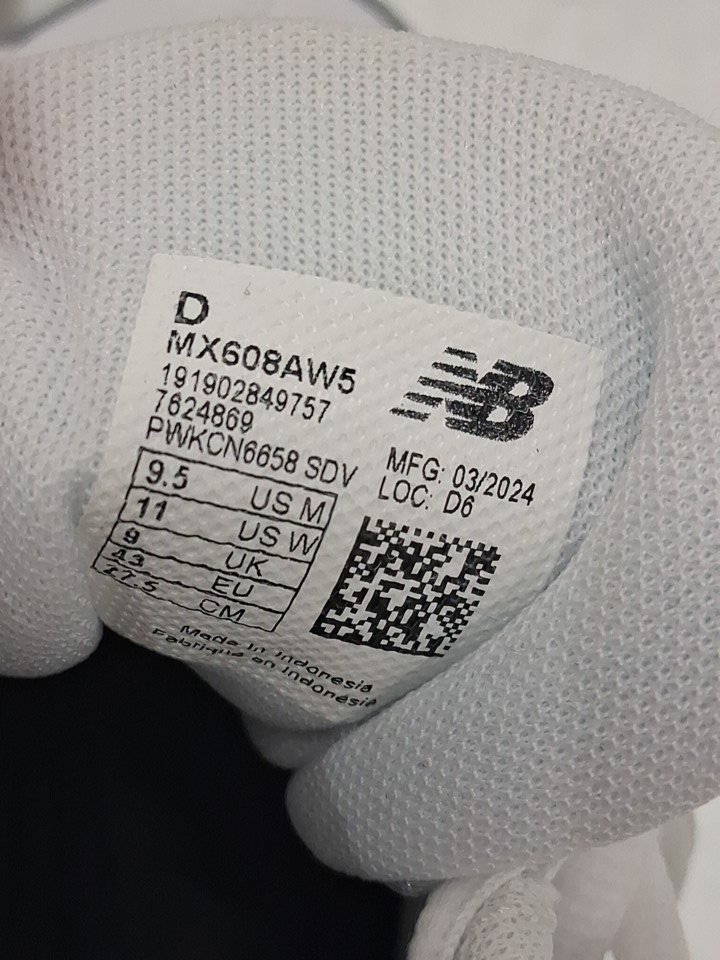 D
MX608AW5
191902849757
7624869
PWKCN6658 SDV
9.5 US M
11 US W
9 UK
43 EU
27.5 CM
NB
MFG: 03/2024
LOC: D6
Made in Indonesia
Fabriqué en Indonésie